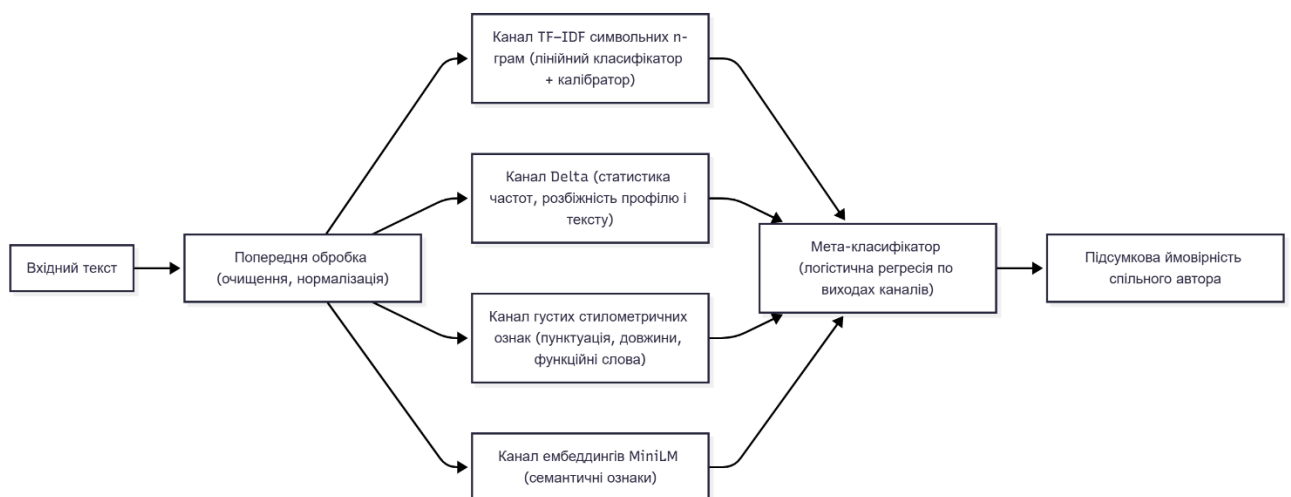 Вхідний текст
Попередня обробка
(очищення, нормалізація)
Канал TF–IDF символьних n-
грам (лінійний класифікатор
+ калібратор)
Канал Delta (статистика
частот, розбіжність профілю і
тексту)
Канал густих стилометричних
ознак (пунктуація, довжини,
функційні слова)
Канал ембеддингів MiniLM
(семантичні ознаки)
Мета-класифікатор
(логістична регресія по
виходах каналів)
Підсумкова ймовірність
спільного автора